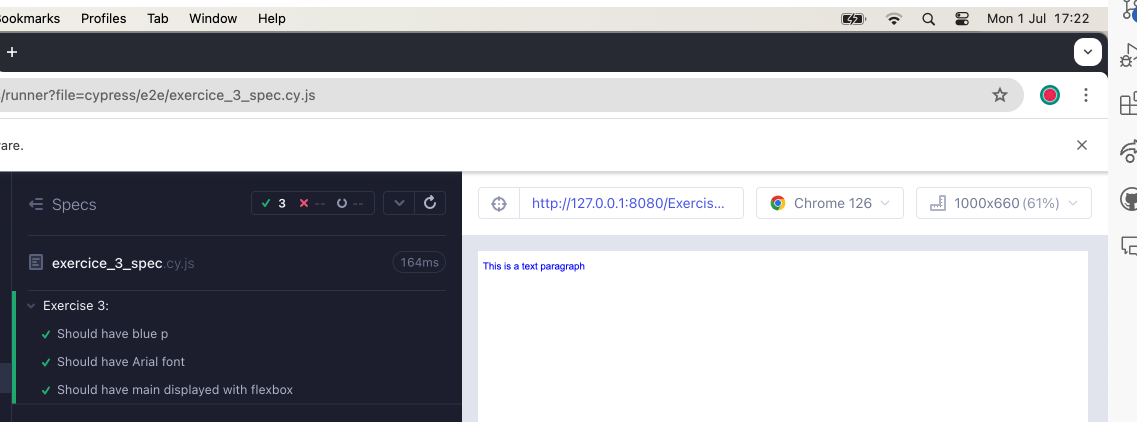 ookmarks Profiles Tab Window Help Mon 1 Jul 17:22
/runner?file=cypress/e2e/exercice_3_spec.cy.js
are.
Specs 3 -- --
http://127.0.0.1:8080/Exercis... Chrome 126 1000x660 (61%)
exercice_3_spec.cy.js 164ms
This is a text paragraph
Exercise 3:
Should have blue p
Should have Arial font
Should have main displayed with flexbox